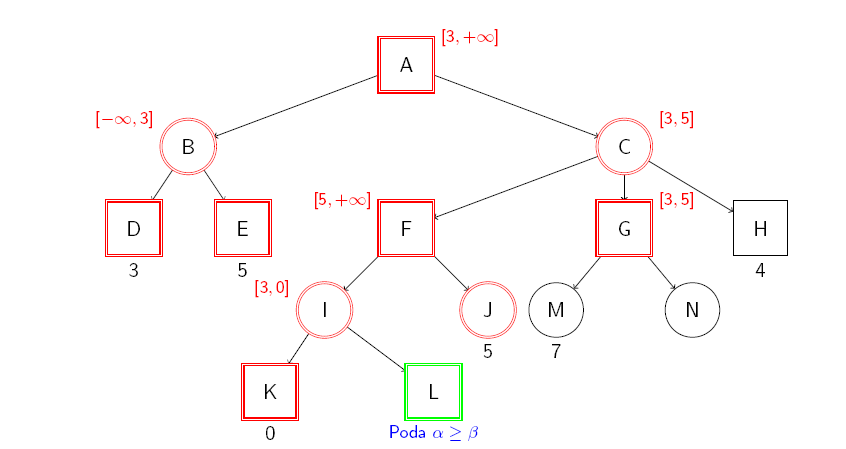 [3, +∞]
A
[−∞, 3]
B
C
[3, 5]
D
3
E
5
[5, +∞]
F
G
[3, 5]
H
4
[3, 0]
I
J
5
M
7
N
K
0
L
Poda α ≥ β